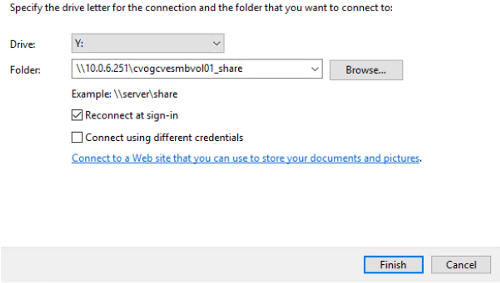 Specify the drive letter for the connection and the folder that you want to connect to:
Drive: Y:
Folder: \\10.0.6.251\cvogcvesmbvol01_share Browse...
Example: \\server\share
Reconnect at sign-in
Connect using different credentials
Connect to a Web site that you can use to store your documents and pictures.
Finish Cancel